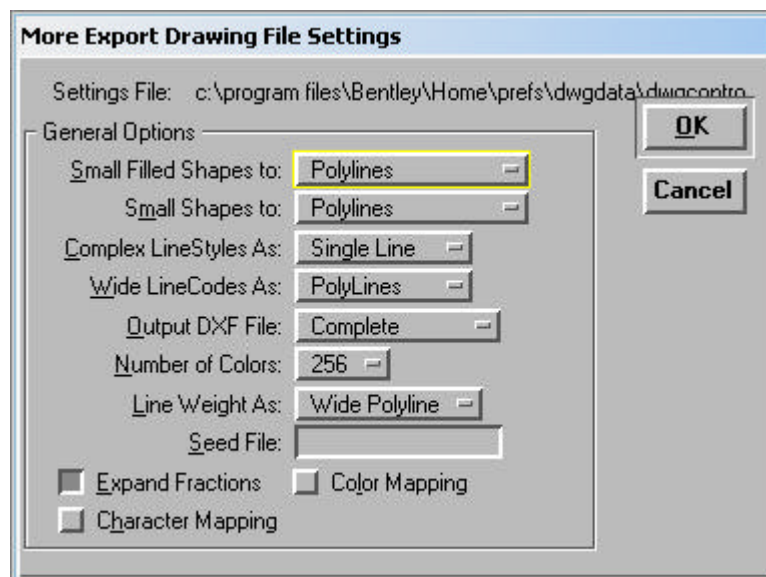 More Export Drawing File Settings
Settings File: c:\program files\Bentley\Home\prefs\dwgdata\dwgcontro
General Options
OK
Small Filled Shapes to: Polylines
Cancel
Small Shapes to: Polylines
Complex LineStyles As: Single Line
Wide LineCodes As: PolyLines
Output DXF File: Complete
Number of Colors: 256
Line Weight As: Wide Polyline
Seed File:
Expand Fractions Color Mapping
Character Mapping